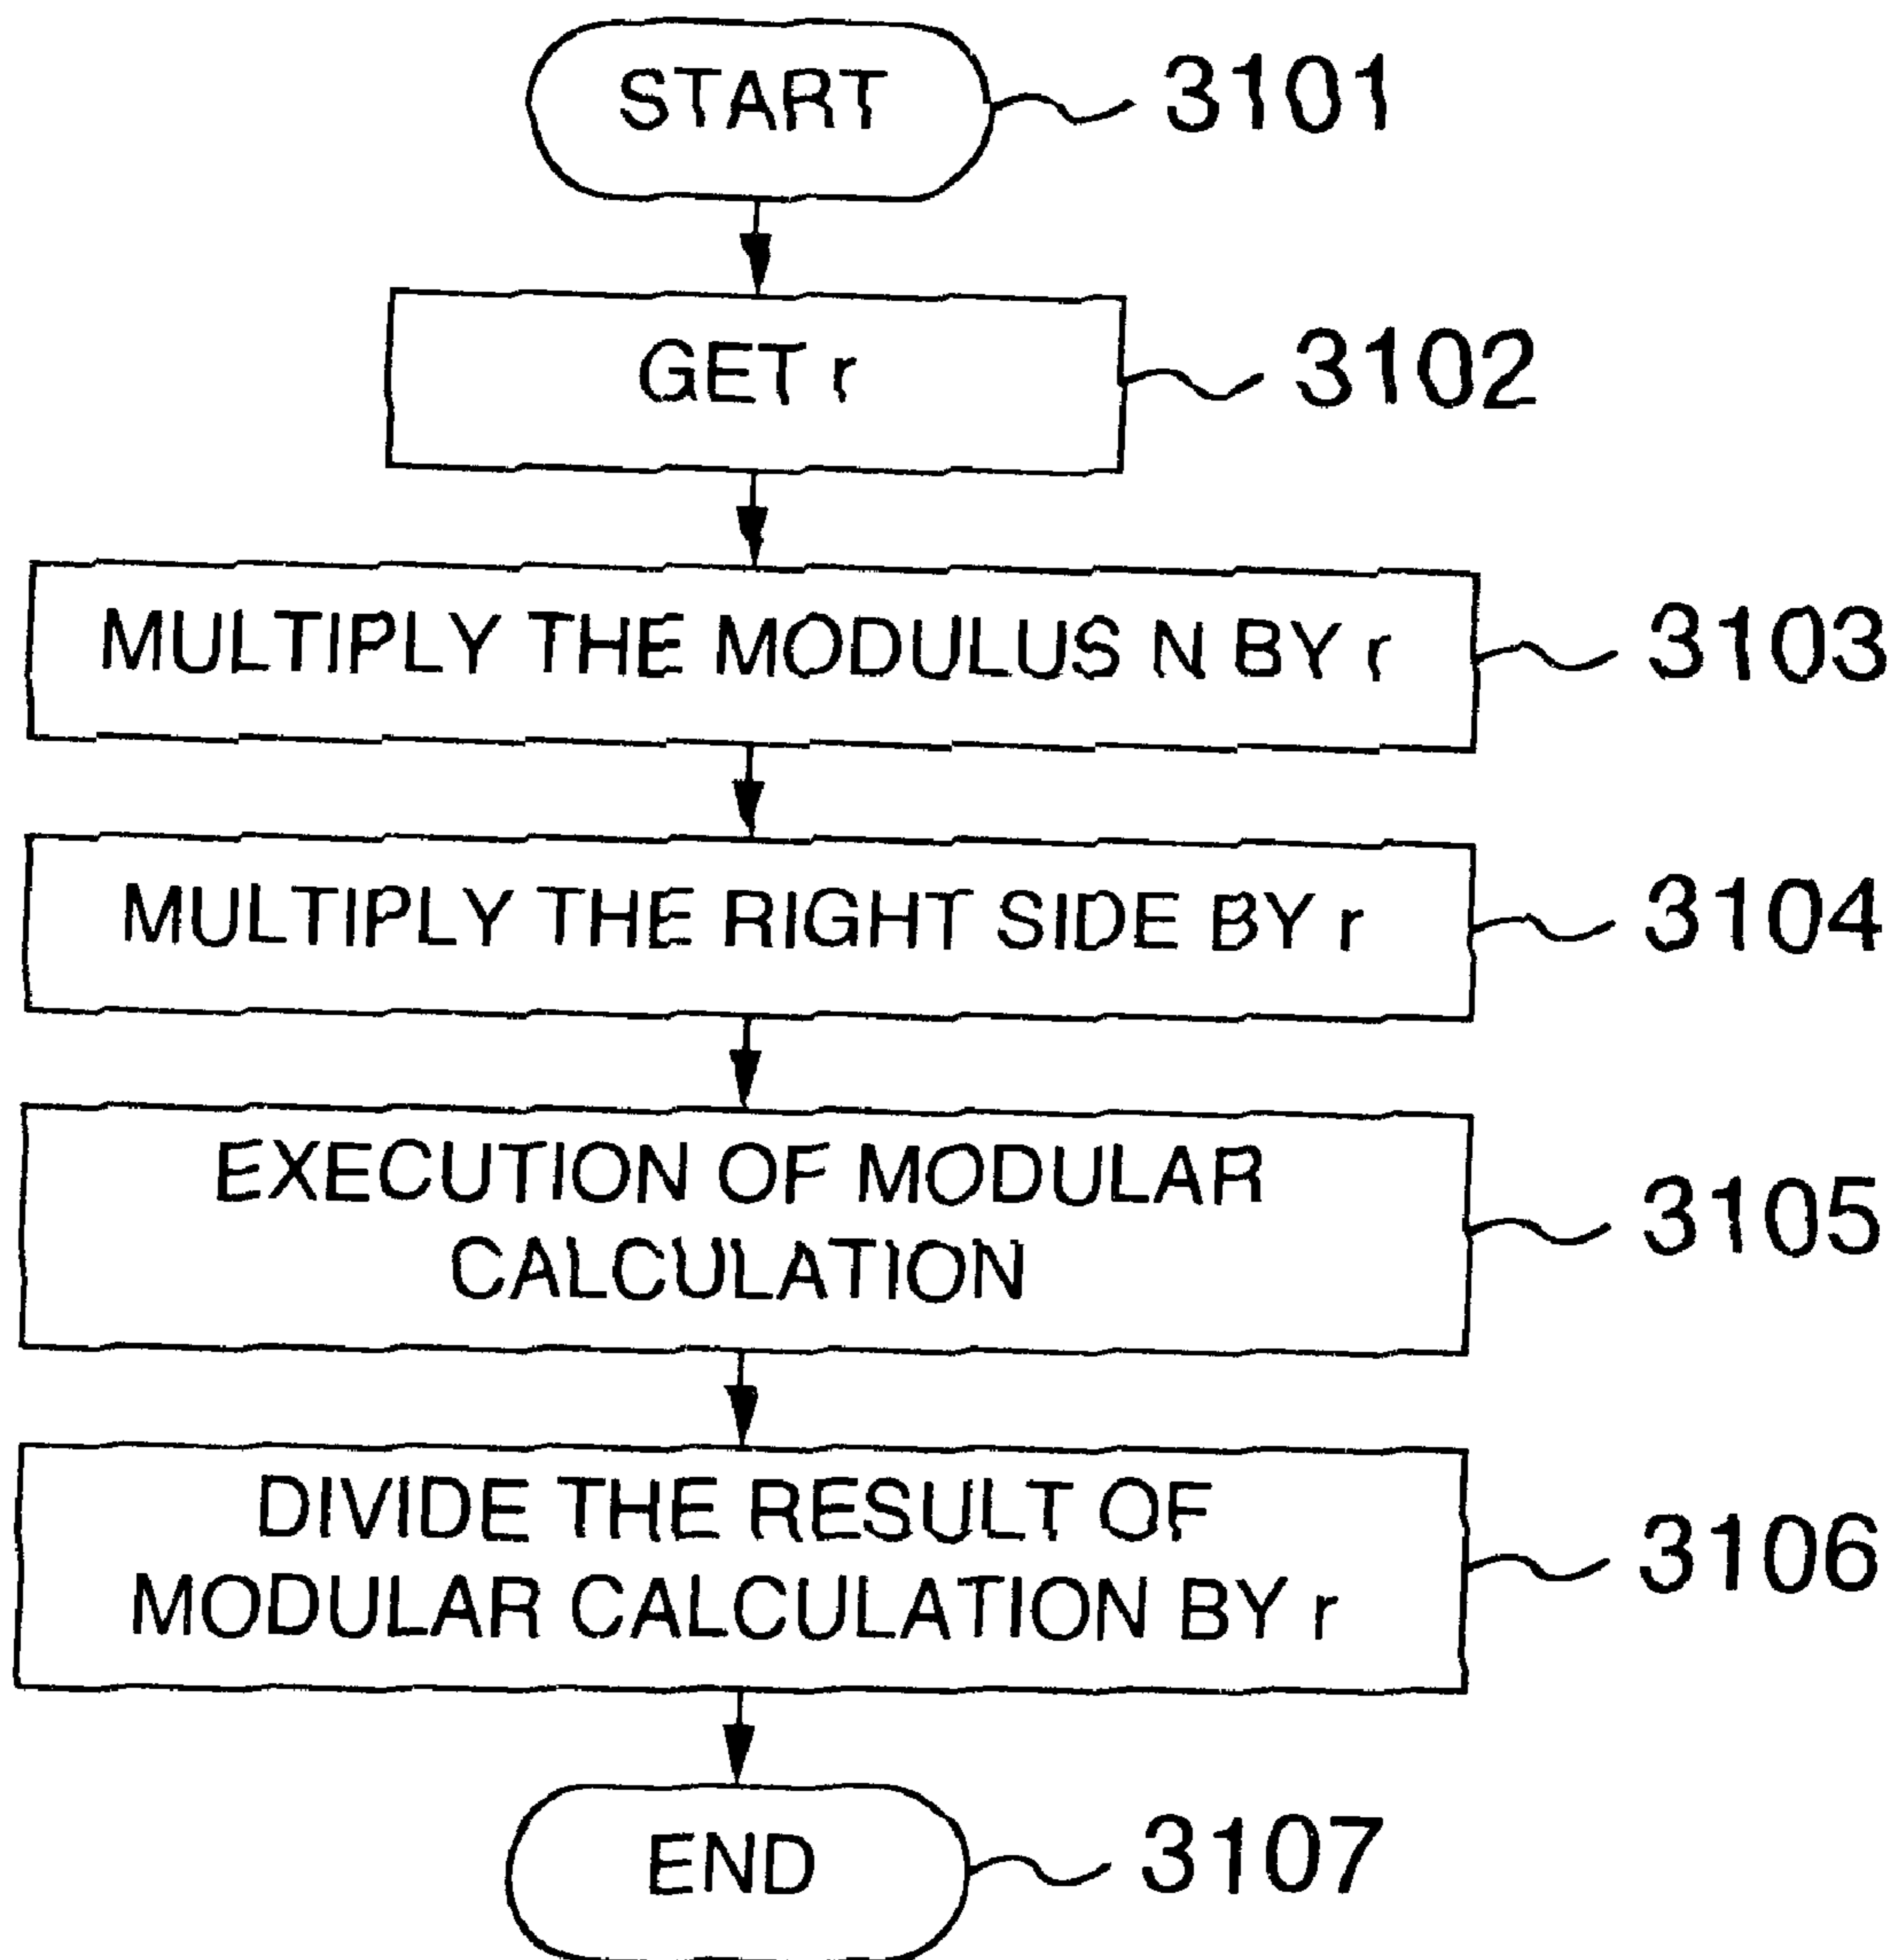 START 3101
GET r 3102
MULTIPLY THE MODULUS N BY r 3103
MULTIPLY THE RIGHT SIDE BY r 3104
EXECUTION OF MODULAR
CALCULATION
3105
DIVIDE THE RESULT OF
MODULAR CALCULATION BY r
3106
END 3107